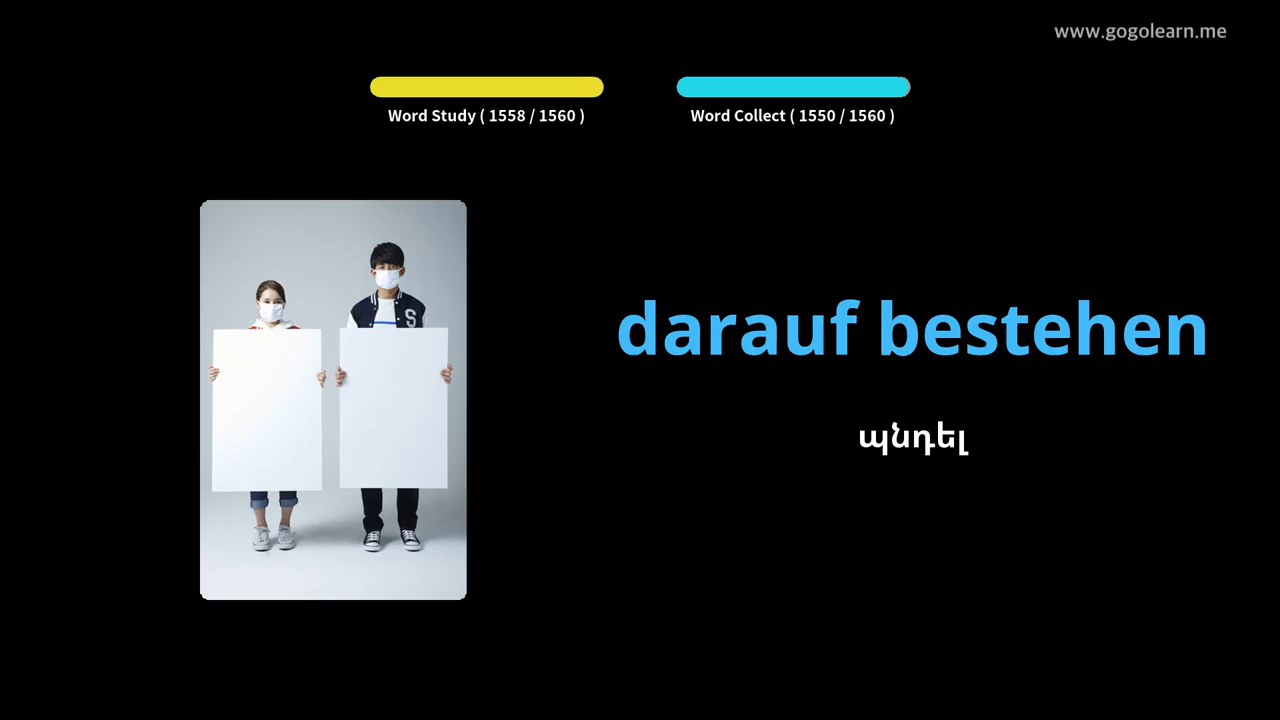 www.gogolearn.me
Word Study ( 1558 / 1560 )
Word Collect ( 1550 / 1560 )
S
darauf bestehen
պնդել